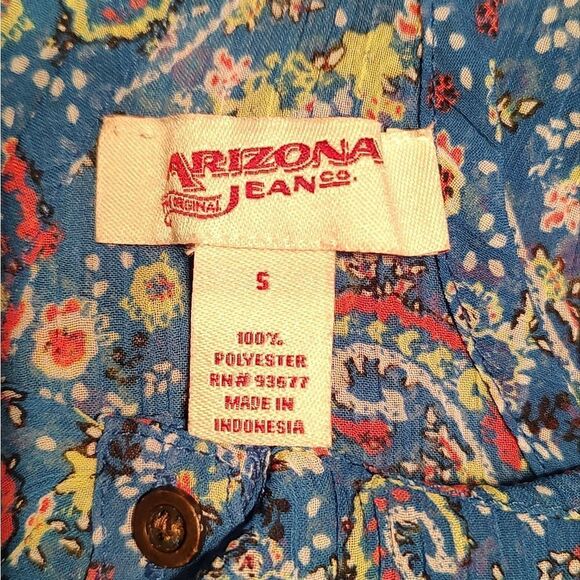 ARIZONA
ORIGINAL JEAN CO.
S
100%
POLYESTER
RN# 93677
MADE IN
INDONESIA